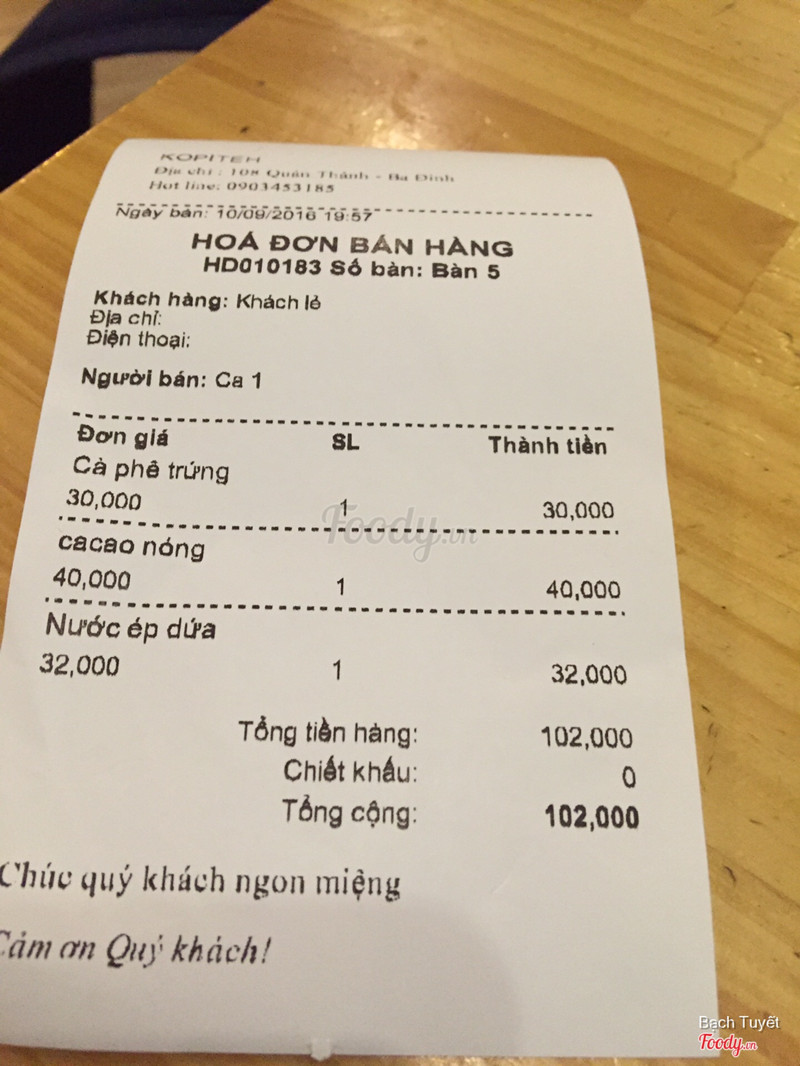 KOPITEH
Địa chỉ : 108 Quán Thánh - Ba Đình
Hot line: 0903453185
Ngày bán: 10/09/2016 19:57
HOÁ ĐƠN BÁN HÀNG
HD010183 Số bàn: Bàn 5
Khách hàng: Khách lẻ
Địa chỉ:
Điện thoại:
Người bán: Ca 1
Đơn giá SL Thành tiền
Cà phê trứng
30,000 1 30,000
Foody.vn
cacao nóng
40,000 1 40,000
Nước ép dứa
32,000 1 32,000
Tổng tiền hàng: 102,000
Chiết khấu: 0
Tổng cộng: 102,000
Chúc quý khách ngon miệng
Cảm ơn Quý khách!
Bạch Tuyết
Foody.vn